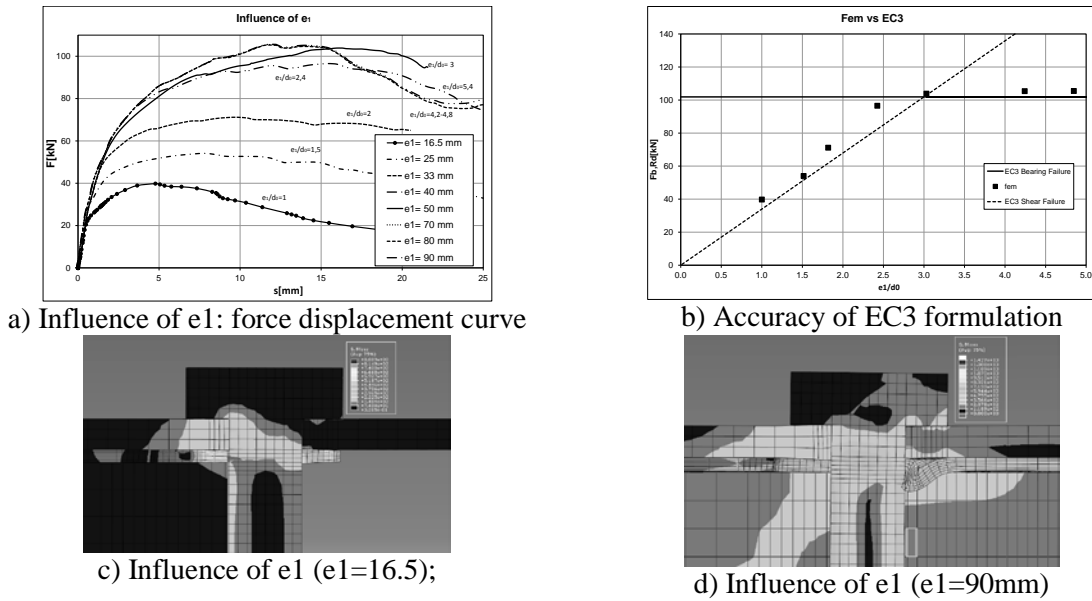 Influence of e1
F[kN]
120
100
80
60
40
20
0
e1/d0= 3
e1/d0=2,4
e1/d0=5,4
e1/d0=4,2-4,8
e1/d0=2
e1/d0=1,5
e1/d0=1
e1= 16.5 mm
e1= 25 mm
e1= 33 mm
e1= 40 mm
e1= 50 mm
e1= 70 mm
e1= 80 mm
e1= 90 mm
0 5 10 15 20 25
s[mm]
a) Influence of e1: force displacement curve
Fem vs EC3
Fb,Rd[kN]
140
120
100
80
60
40
20
0
EC3 Bearing Failure
fem
EC3 Shear Failure
0.0 0.5 1.0 1.5 2.0 2.5 3.0 3.5 4.0 4.5 5.0
e1/d0
b) Accuracy of EC3 formulation
S, Mises
c) Influence of e1 (e1=16.5);
S, Mises
d) Influence of e1 (e1=90mm)